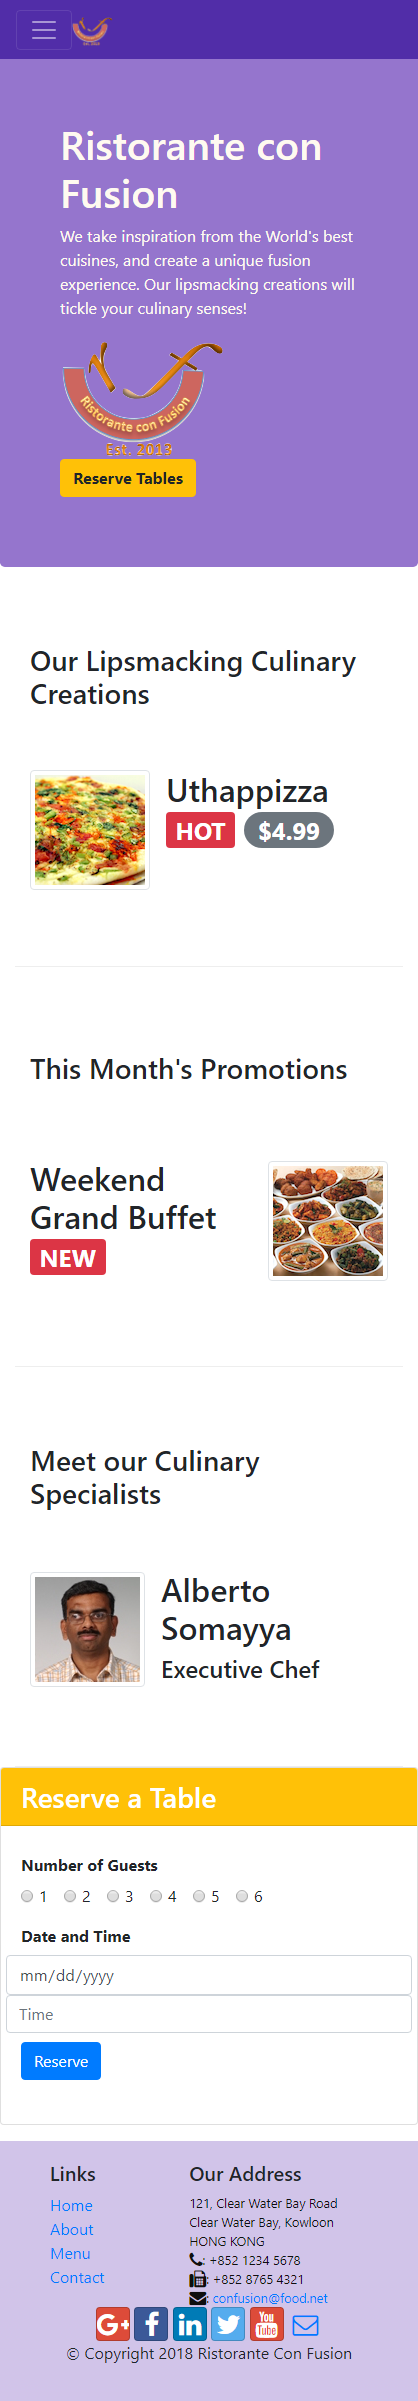 Ristorante con
Fusion
We take inspiration from the World's best
cuisines, and create a unique fusion
experience. Our lipsmacking creations will
tickle your culinary senses!
Ristorante con Fusion
Est. 2013
Reserve Tables
Our Lipsmacking Culinary
Creations
Uthappizza
HOT $4.99
This Month's Promotions
Weekend
Grand Buffet
NEW
Meet our Culinary
Specialists
Alberto
Somayya
Executive Chef
Reserve a Table
Number of Guests
1 2 3 4 5 6
Date and Time
mm/dd/yyyy
Time
Reserve
Links
Home
About
Menu
Contact
Our Address
121, Clear Water Bay Road
Clear Water Bay, Kowloon
HONG KONG
: +852 1234 5678
: +852 8765 4321
: confusion@food.net
G+ f in You Tube
© Copyright 2018 Ristorante Con Fusion